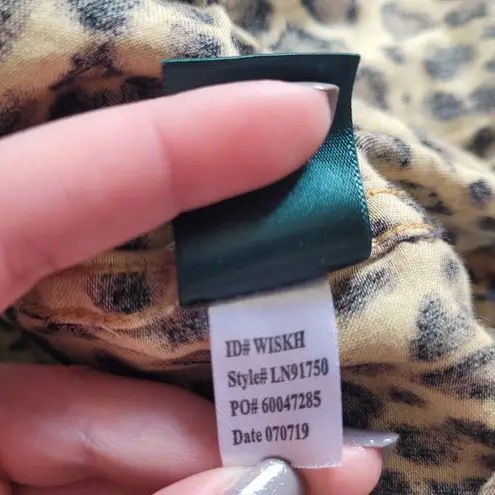 ID# WISKH
Style# LN91750
PO# 60047285
Date 070719